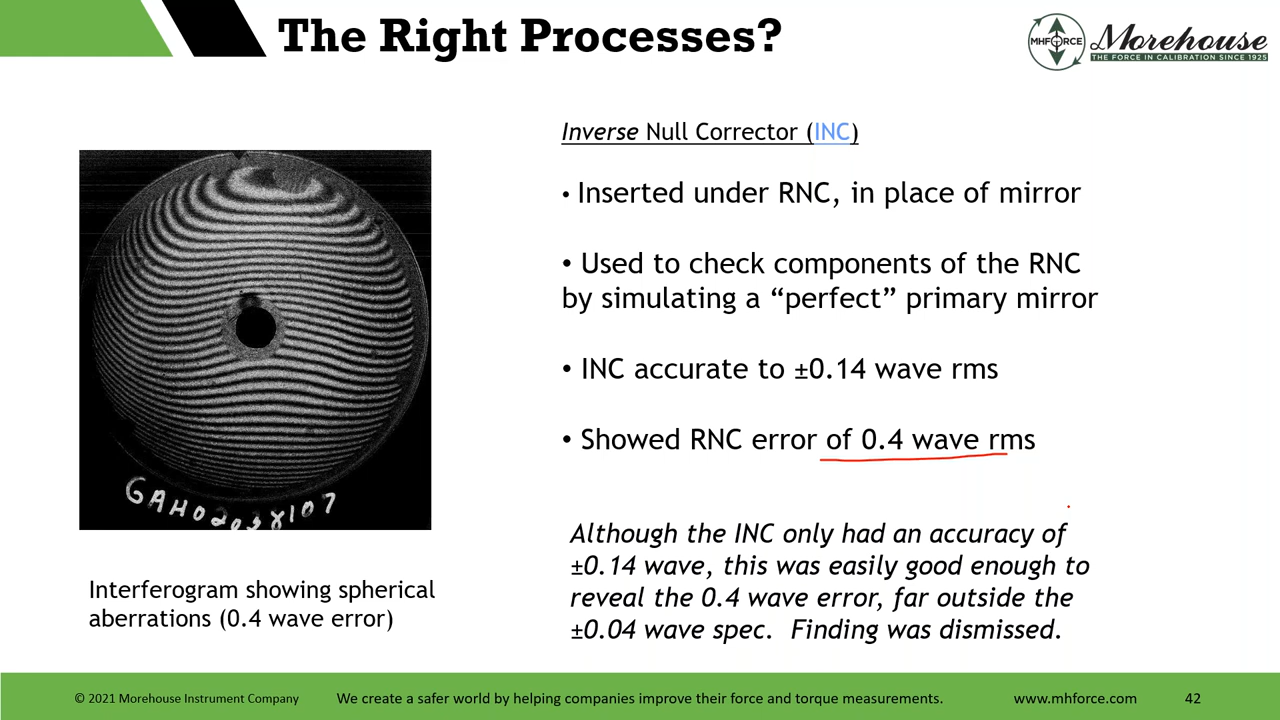 The Right Processes?
MHFORCE
Morehouse
THE FORCE IN CALIBRATION SINCE 1925
Inverse Null Corrector (INC)
• Inserted under RNC, in place of mirror
• Used to check components of the RNC
by simulating a “perfect” primary mirror
• INC accurate to ±0.14 wave rms
• Showed RNC error of 0.4 wave rms
GAH0203X107
Interferogram showing spherical
aberrations (0.4 wave error)
Although the INC only had an accuracy of
±0.14 wave, this was easily good enough to
reveal the 0.4 wave error, far outside the
±0.04 wave spec. Finding was dismissed.
© 2021 Morehouse Instrument Company
We create a safer world by helping companies improve their force and torque measurements.
www.mhforce.com
42